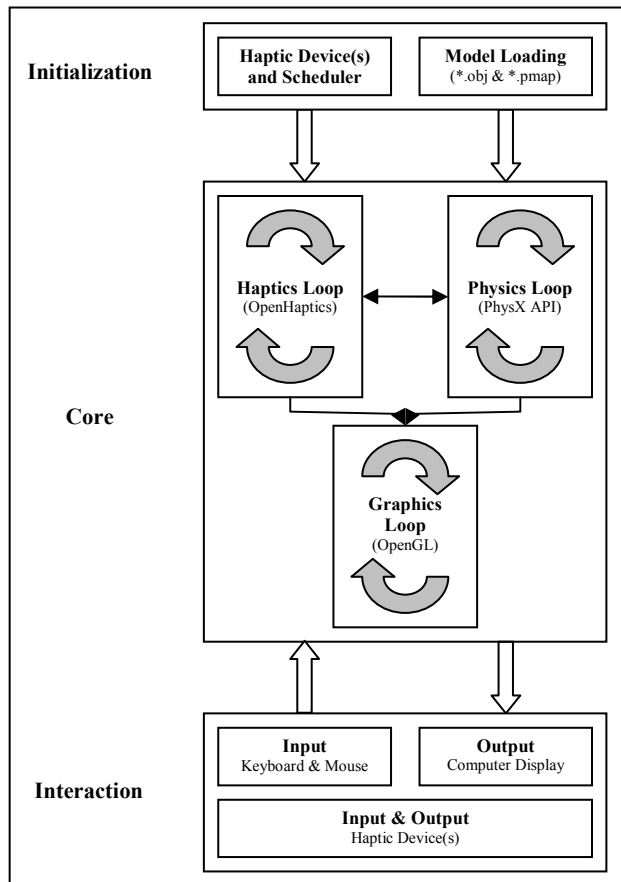 Initialization
Haptic Device(s)
and Scheduler
Model Loading
(*.obj & *.pmap)
Core
Haptics Loop
(OpenHaptics)
Physics Loop
(PhysX API)
Graphics
Loop
(OpenGL)
Interaction
Input
Keyboard & Mouse
Output
Computer Display
Input & Output
Haptic Device(s)